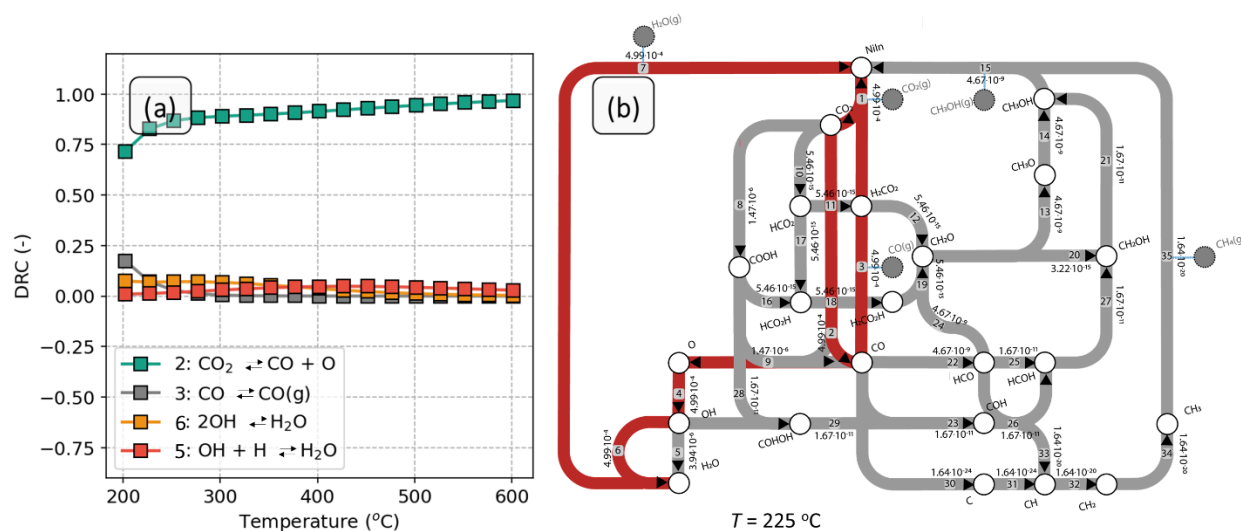 (a)
1.00
0.75
0.50
0.25
0.00
−0.25
−0.50
−0.75
DRC (-)
2: CO₂ ⇌ CO + O
3: CO ⇌ CO(g)
6: 2OH ⇌ H₂O
5: OH + H ⇌ H₂O
200 300 400 500 600
Temperature (°C)
(b)
H₂O(g)
4.99·10⁻⁴
7
NiIn
15
4.67·10⁻⁹
CH₃OH(g)
1
4.99·10⁻⁴
CO₂(g)
CO₂
CH₃OH
14
4.67·10⁻⁹
21
1.67·10⁻¹¹
CH₃O
13
4.67·10⁻⁹
8
1.47·10⁻⁶
10
5.46·10⁻¹⁵
5.46·10⁻¹⁵
11
H₂CO₂
12
5.46·10⁻¹⁵
HCO₂
17
5.46·10⁻¹⁵
COOH
3
4.99·10⁻⁴
CO(g)
CH₂O
20
3.22·10⁻¹⁵
CH₂OH
35
1.64·10⁻²⁰
CH₄(g)
16
5.46·10⁻¹⁵
HCO₂H
5.46·10⁻¹⁵
18
H₂CO₂H
19
5.46·10⁻¹⁵
4.67·10⁻⁹
24
27
1.67·10⁻¹¹
2
4.99·10⁻⁴
O
1.47·10⁻⁶
9
CO
4.67·10⁻⁹
22
HCO
1.67·10⁻¹¹
25
HCOH
4
4.99·10⁻⁴
28
1.67·10⁻¹¹
OH
29
1.67·10⁻¹¹
COHOH
23
1.67·10⁻¹¹
COH
26
1.67·10⁻¹¹
CH₃
6
4.99·10⁻⁴
5
3.94·10⁻⁶
H₂O
33
1.64·10⁻²⁰
34
1.64·10⁻²⁰
1.64·10⁻²⁴
30
C
1.64·10⁻²⁴
31
CH
1.64·10⁻²⁰
32
CH₂
T = 225 °C